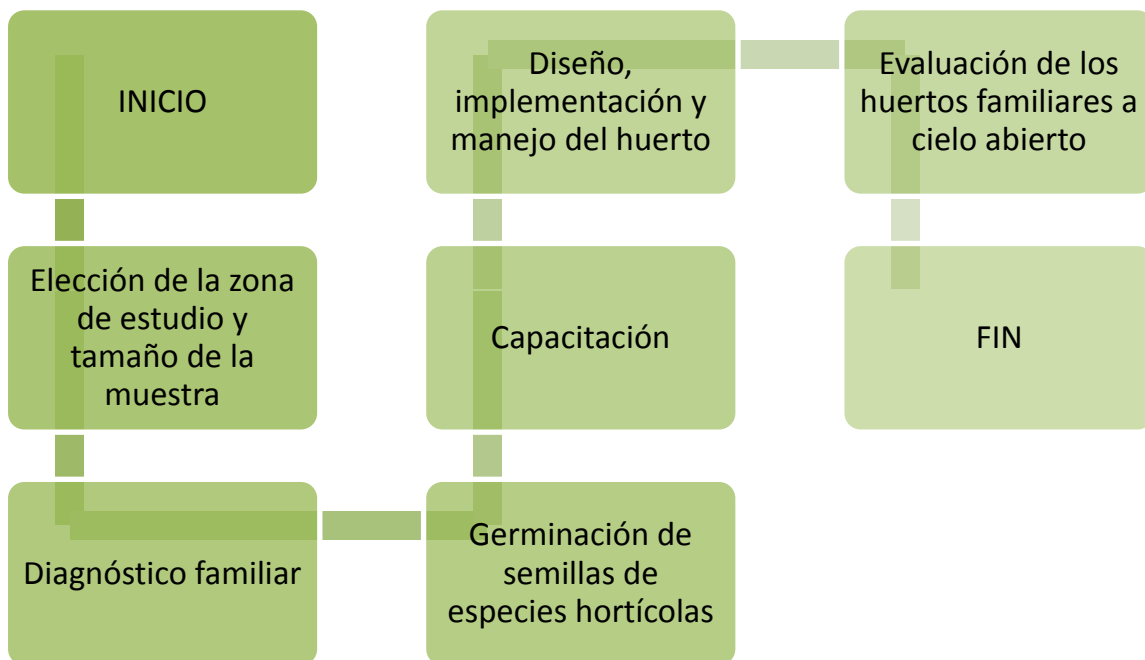 INICIO
Elección de la zona
de estudio y
tamaño de la
muestra
Diagnóstico familiar
Germinación de
semillas de
especies hortícolas
Capacitación
Diseño,
implementación y
manejo del huerto
Evaluación de los
huertos familiares a
cielo abierto
FIN